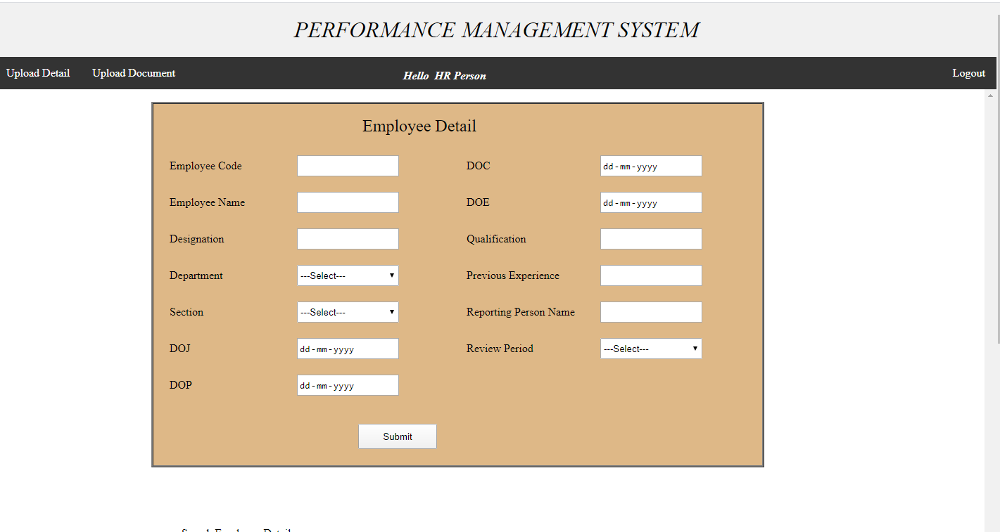 PERFORMANCE MANAGEMENT SYSTEM
Upload Detail Upload Document Hello HR Person Logout
Employee Detail
Employee Code DOC dd-mm-yyyy
Employee Name DOE dd-mm-yyyy
Designation Qualification
Department ---Select--- Previous Experience
Section ---Select--- Reporting Person Name
DOJ dd-mm-yyyy Review Period ---Select---
DOP dd-mm-yyyy
Submit